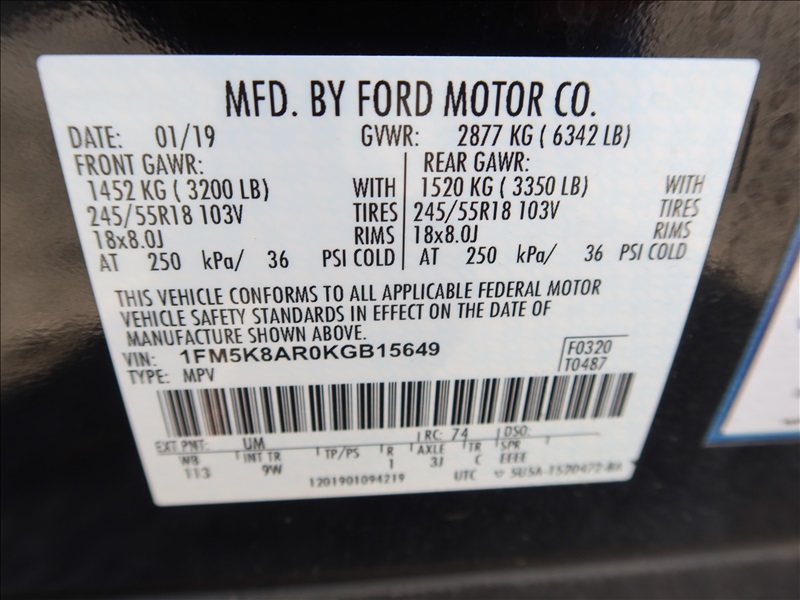 MFD. BY FORD MOTOR CO.
DATE: 01/19 GVWR: 2877 KG ( 6342 LB)
FRONT GAWR: REAR GAWR:
1452 KG ( 3200 LB) WITH 1520 KG ( 3350 LB) WITH
245/55R18 103V TIRES 245/55R18 103V TIRES
18x8.0J RIMS 18x8.0J RIMS
AT 250 kPa/ 36 PSI COLD AT 250 kPa/ 36 PSI COLD
THIS VEHICLE CONFORMS TO ALL APPLICABLE FEDERAL MOTOR
VEHICLE SAFETY STANDARDS IN EFFECT ON THE DATE OF
MANUFACTURE SHOWN ABOVE.
VIN: 1FM5K8AR0KGB15649 F0320
TYPE: MPV T0487
EXT PNT: UM RC: 74 DSO:
WB INT TR TP/PS R AXLE TR SPR
113 9W 1 3J C EEEE
1201901094219 UTC